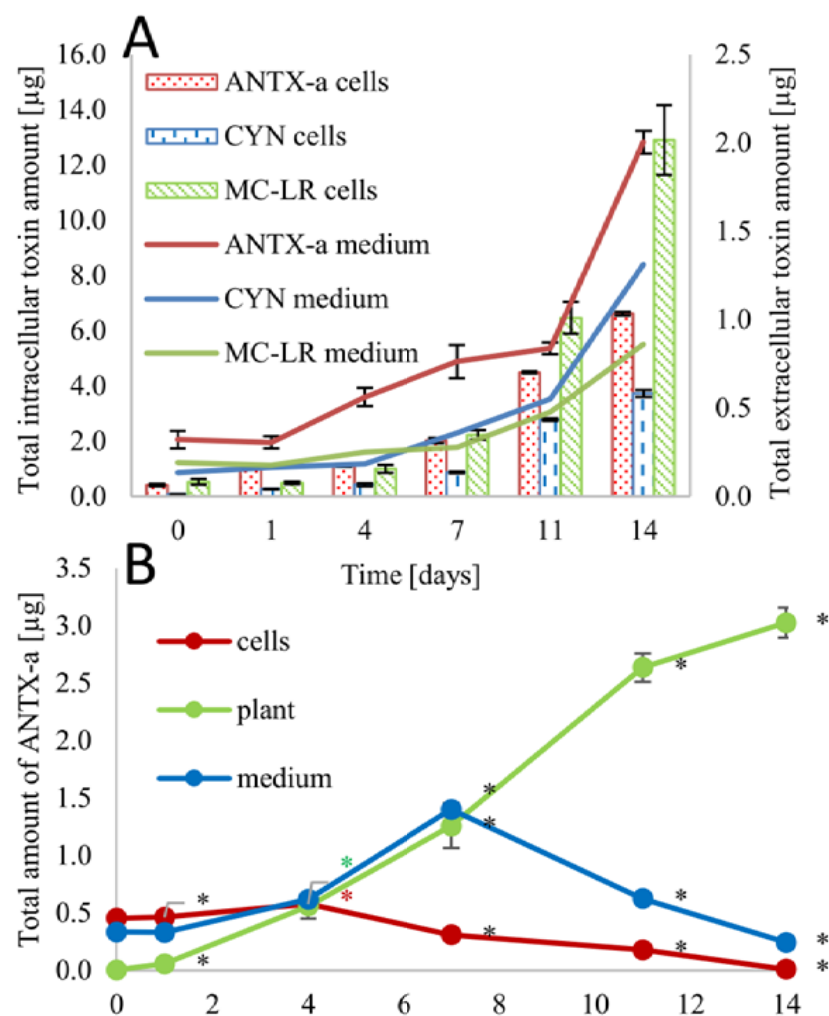 A
16.0
14.0
12.0
10.0
8.0
6.0
4.0
2.0
0.0
Total intracellular toxin amount [µg]
ANTX-a cells
CYN cells
MC-LR cells
ANTX-a medium
CYN medium
MC-LR medium
2.5
2.0
1.5
1.0
0.5
0.0
Total extracellular toxin amount [µg]
0 1 4 7 11 14
Time [days]
B
3.5
3.0
2.5
2.0
1.5
1.0
0.5
0.0
Total amount of ANTX-a [µg]
cells
plant
medium
*
*
*
*
*
*
*
*
*
*
*
*
0 2 4 6 8 10 12 14